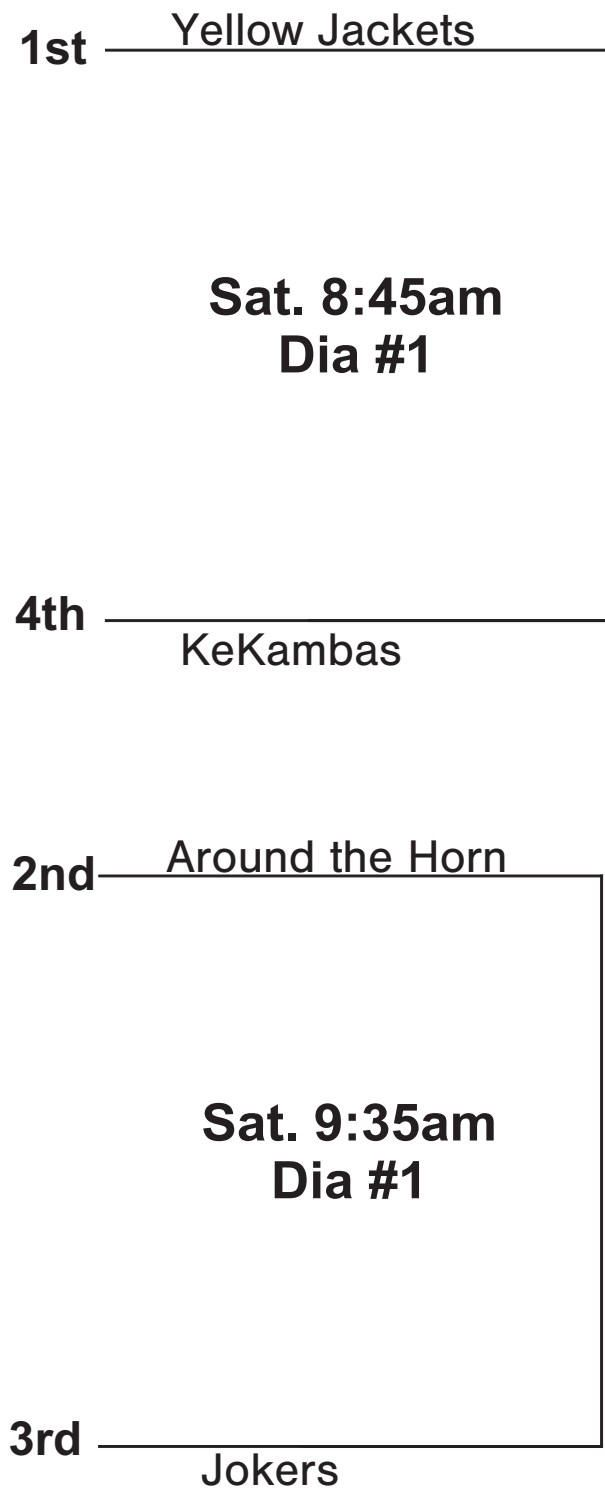 1st Yellow Jackets
Sat. 8:45am
Dia #1
4th
KeKambas
2nd Around the Horn
Sat. 9:35am
Dia #1
3rd
Jokers